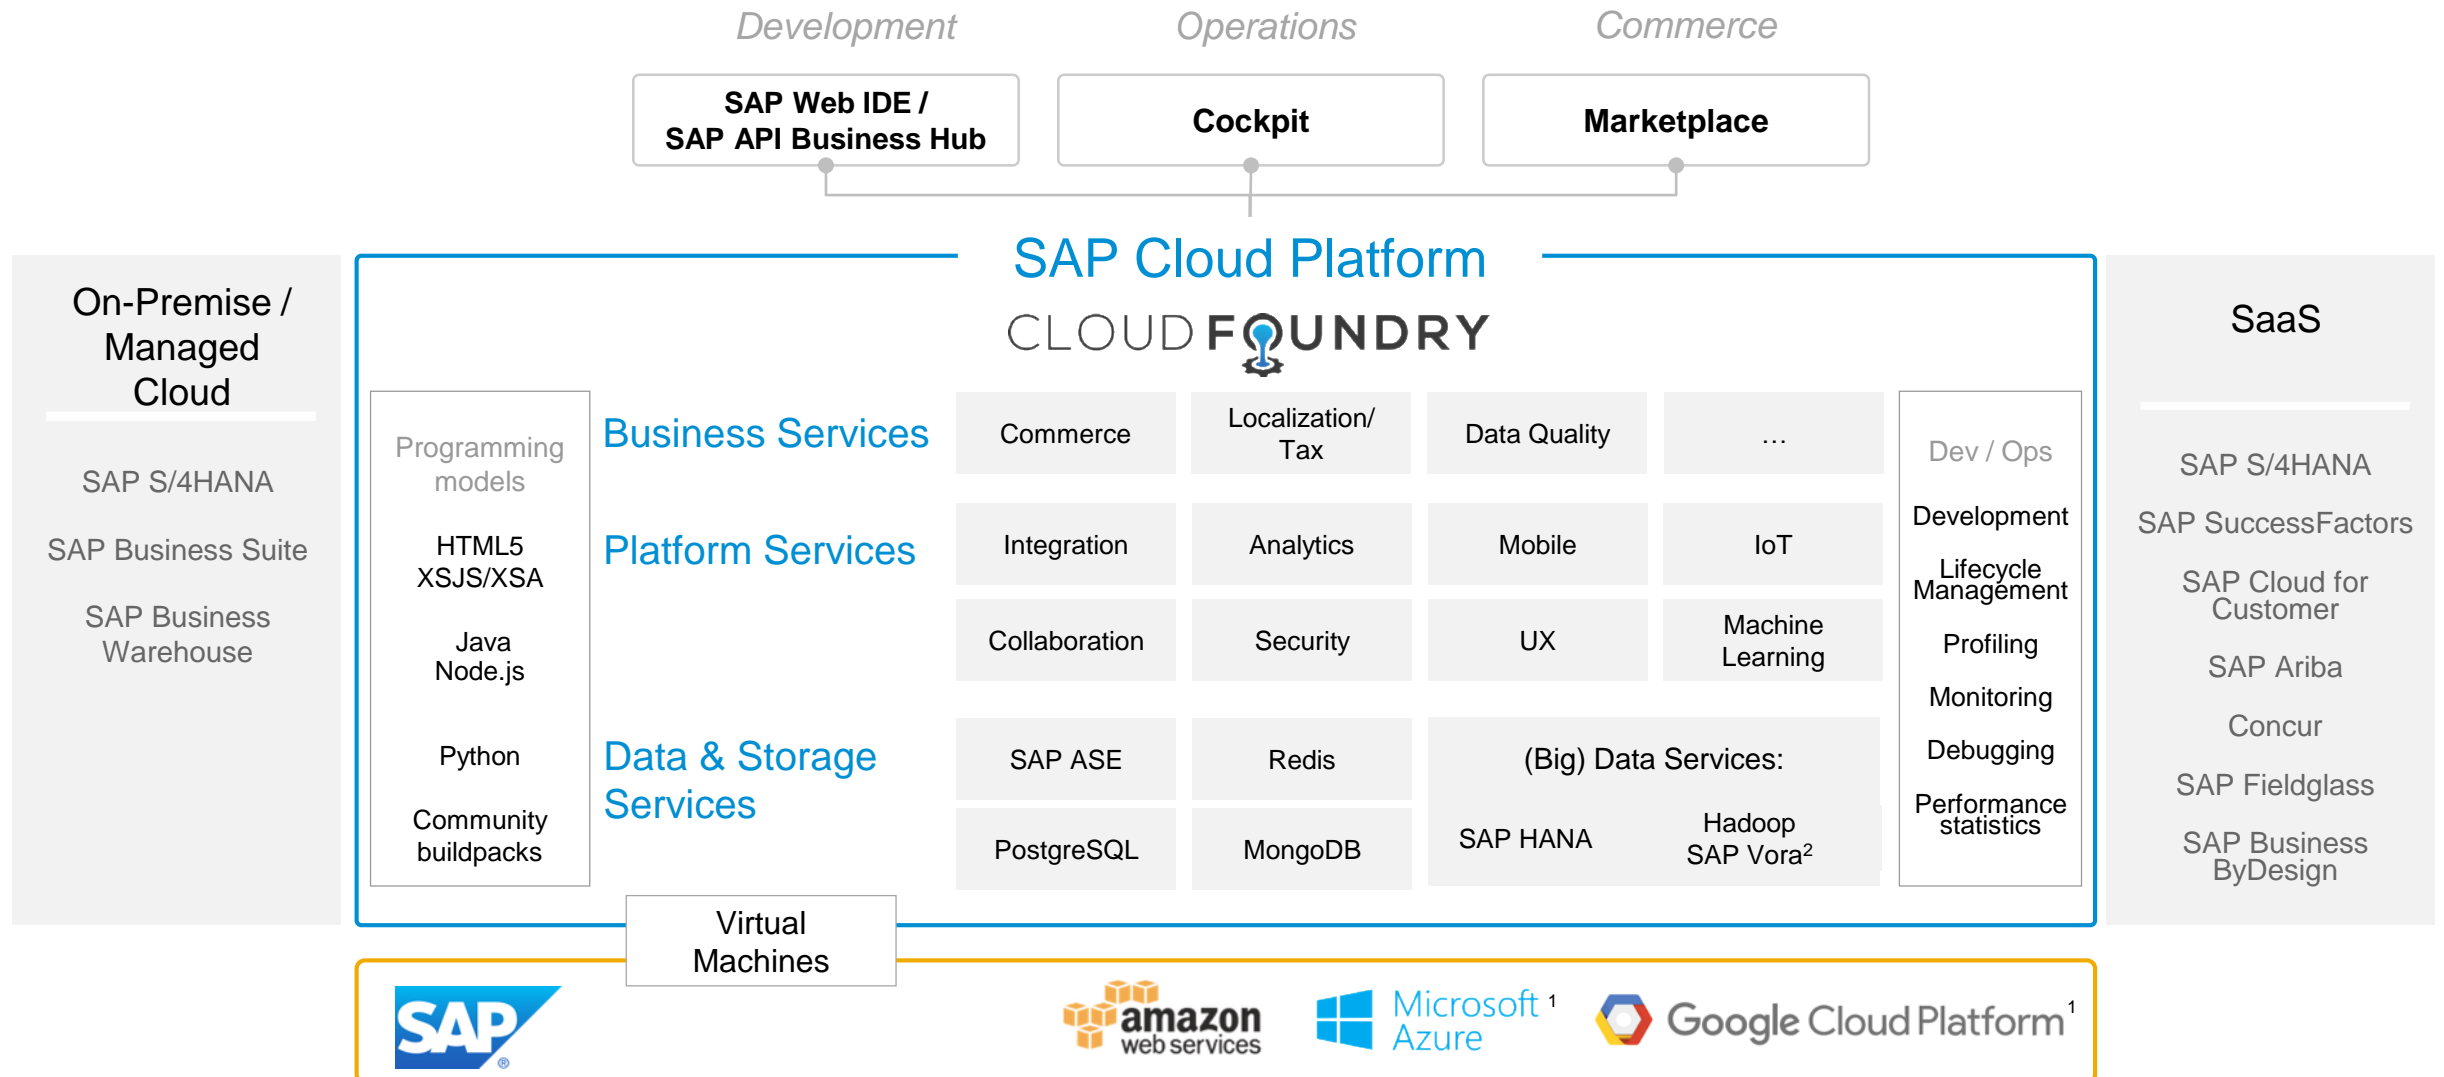 Development
Operations
Commerce
SAP Web IDE /
SAP API Business Hub
Cockpit
Marketplace
SAP Cloud Platform
CLOUD FOUNDRY
On-Premise /
Managed
Cloud
SAP S/4HANA
SAP Business Suite
SAP Business
Warehouse
Programming
models
HTML5
XSJS/XSA
Java
Node.js
Python
Community
buildpacks
Business Services
Commerce
Localization/
Tax
Data Quality
…
Platform Services
Integration
Analytics
Mobile
IoT
Collaboration
Security
UX
Machine
Learning
Data & Storage
Services
SAP ASE
Redis
(Big) Data Services:
PostgreSQL
MongoDB
SAP HANA
Hadoop
SAP Vora²
Dev / Ops
Development
Lifecycle
Management
Profiling
Monitoring
Debugging
Performance
statistics
SaaS
SAP S/4HANA
SAP SuccessFactors
SAP Cloud for
Customer
SAP Ariba
Concur
SAP Fieldglass
SAP Business
ByDesign
Virtual
Machines
SAP®
amazon
web services
Microsoft ¹
Azure
Google Cloud Platform ¹